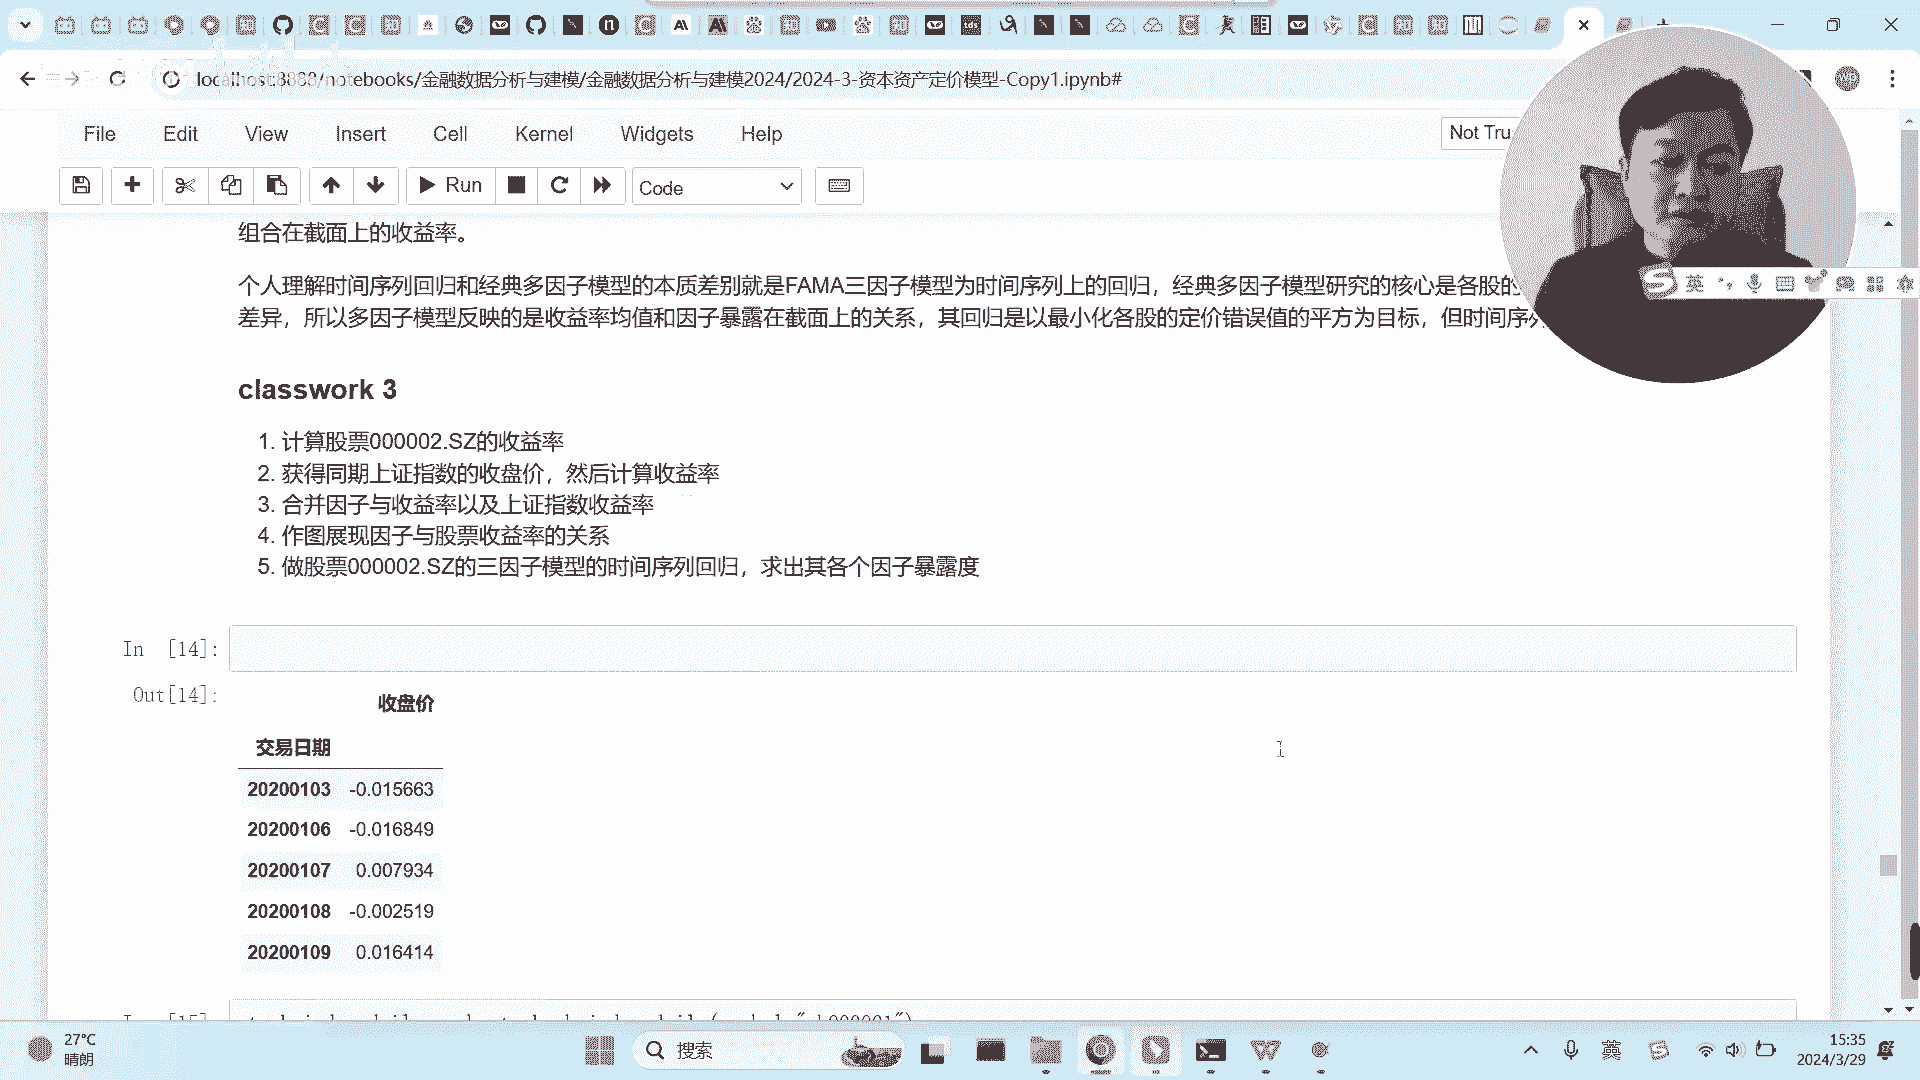 localhost:8888/notebooks/金融数据分析与建模/金融数据分析与建模2024/2024-3-资本资产定价模型-Copy1.ipynb#
File Edit View Insert Cell Kernel Widgets Help
Not Tru
Run Code
组合在截面上的收益率。
个人理解时间序列回归和经典多因子模型的本质差别就是FAMA三因子模型为时间序列上的回归，经典多因子模型研究的核心是各股的
差异，所以多因子模型反映的是收益率均值和因子暴露在截面上的关系，其回归是以最小化各股的定价错误值的平方为目标，但时间序
classwork 3
1. 计算股票000002.SZ的收益率
2. 获得同期上证指数的收盘价，然后计算收益率
3. 合并因子与收益率以及上证指数收益率
4. 作图展现因子与股票收益率的关系
5. 做股票000002.SZ的三因子模型的时间序列回归，求出其各个因子暴露度
In [14]:
Out[14]:
收盘价
交易日期
20200103 -0.015663
20200106 -0.016849
20200107 0.007934
20200108 -0.002519
20200109 0.016414
英
27°C
晴朗
搜索
英
15:35
2024/3/29